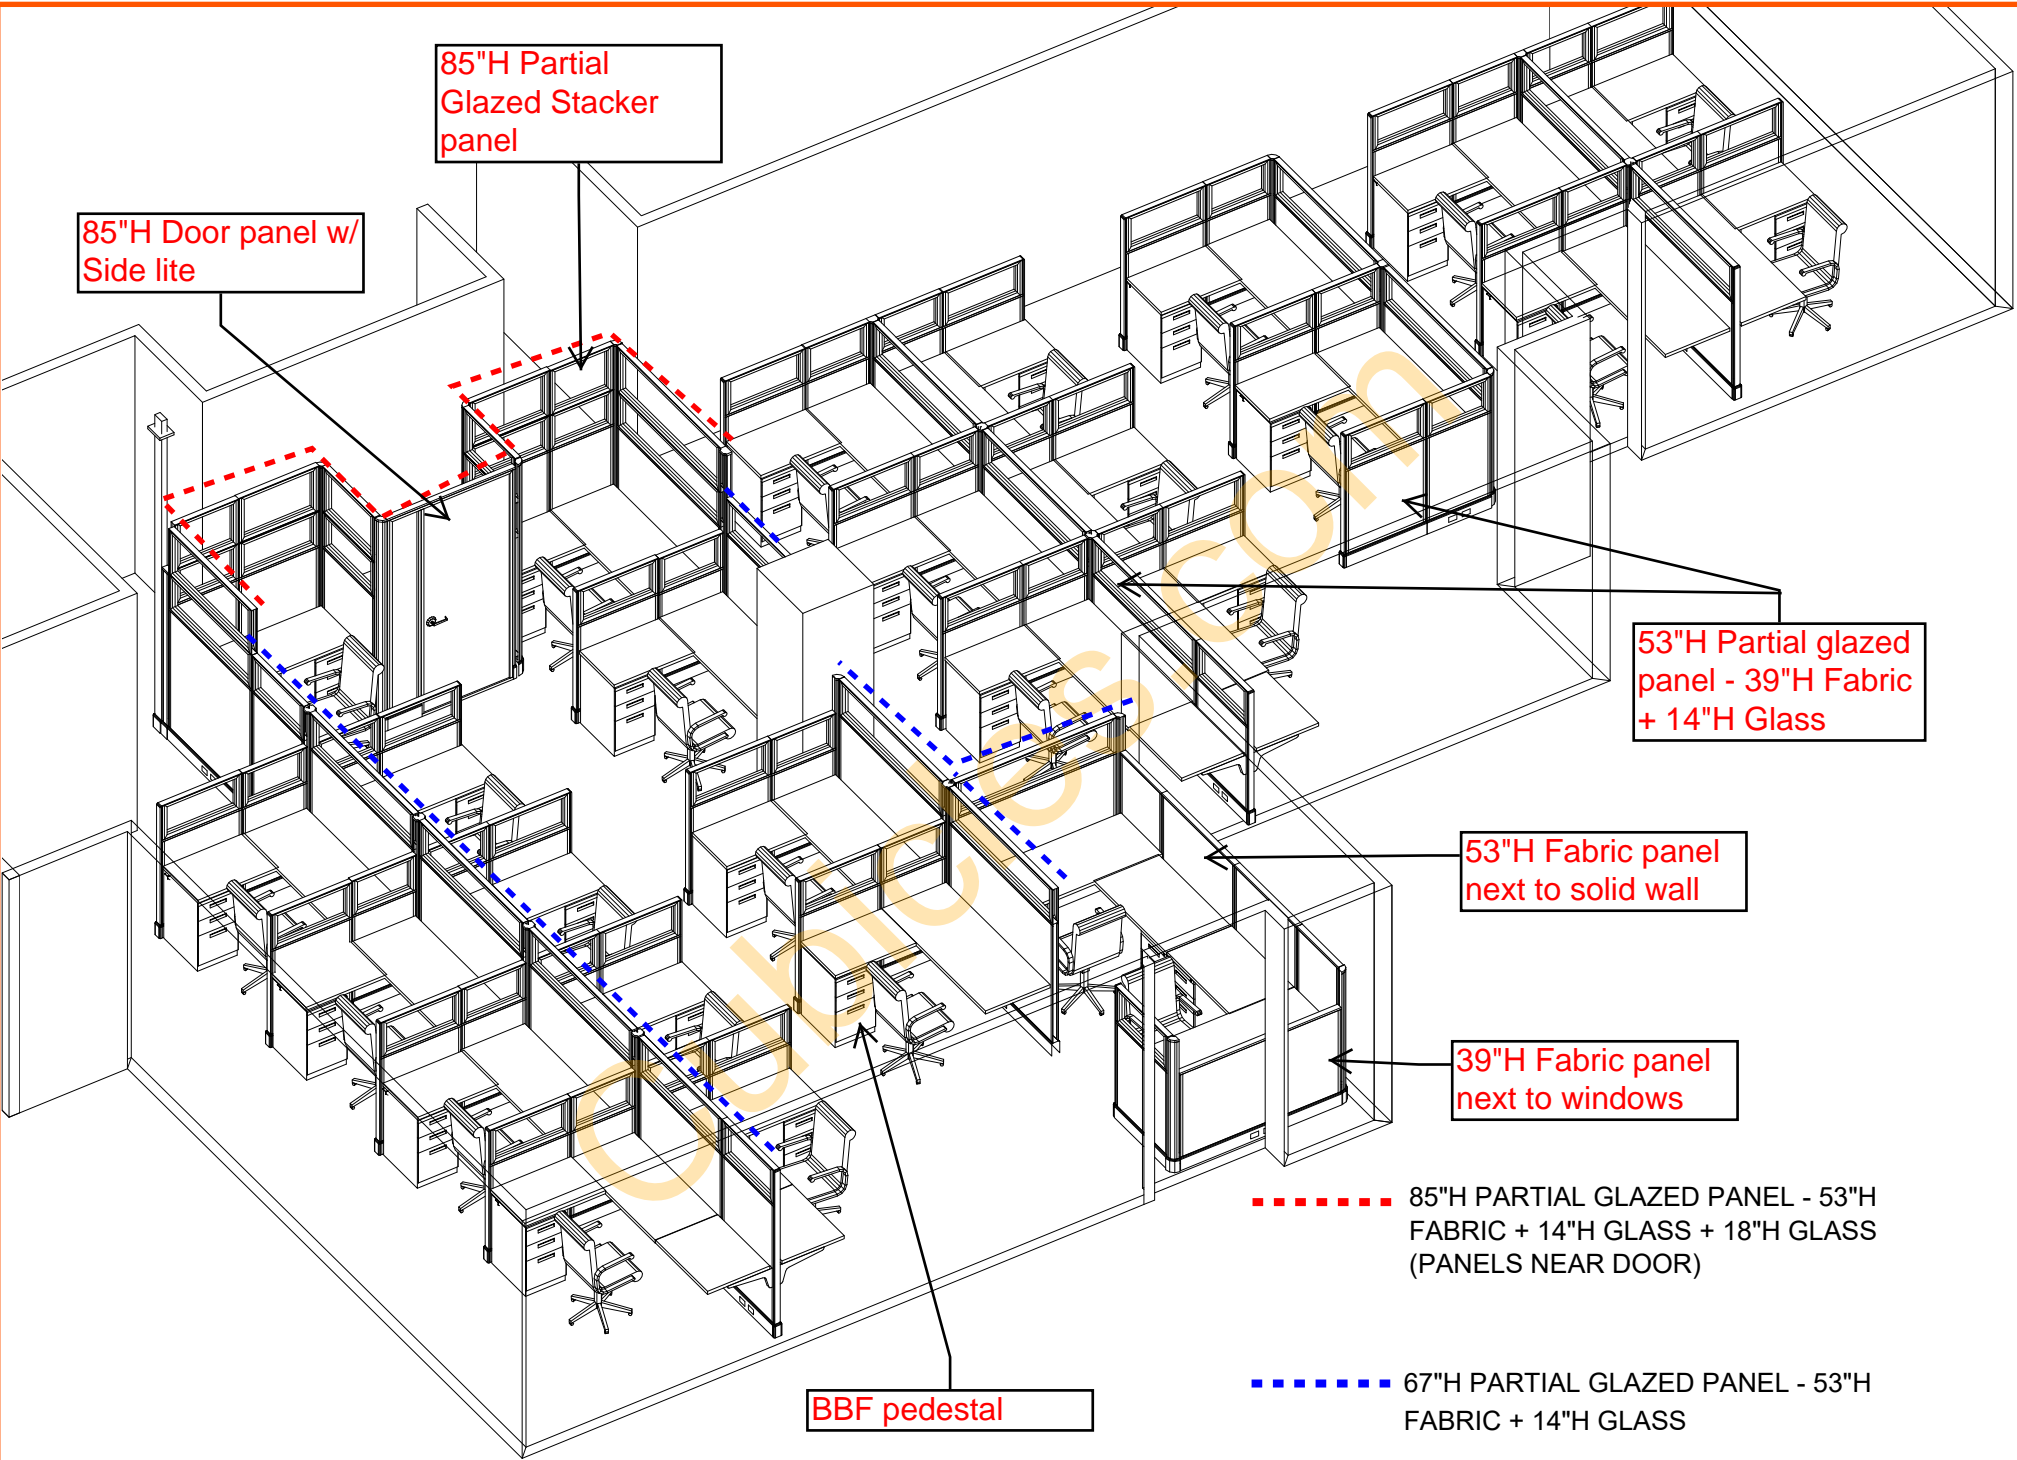 85"H Partial
Glazed Stacker
panel
85"H Door panel w/
Side lite
53"H Partial glazed
panel - 39"H Fabric
+ 14"H Glass
53"H Fabric panel
next to solid wall
39"H Fabric panel
next to windows
BBF pedestal
85"H PARTIAL GLAZED PANEL - 53"H
FABRIC + 14"H GLASS + 18"H GLASS
(PANELS NEAR DOOR)
67"H PARTIAL GLAZED PANEL - 53"H
FABRIC + 14"H GLASS
Cubicles.com